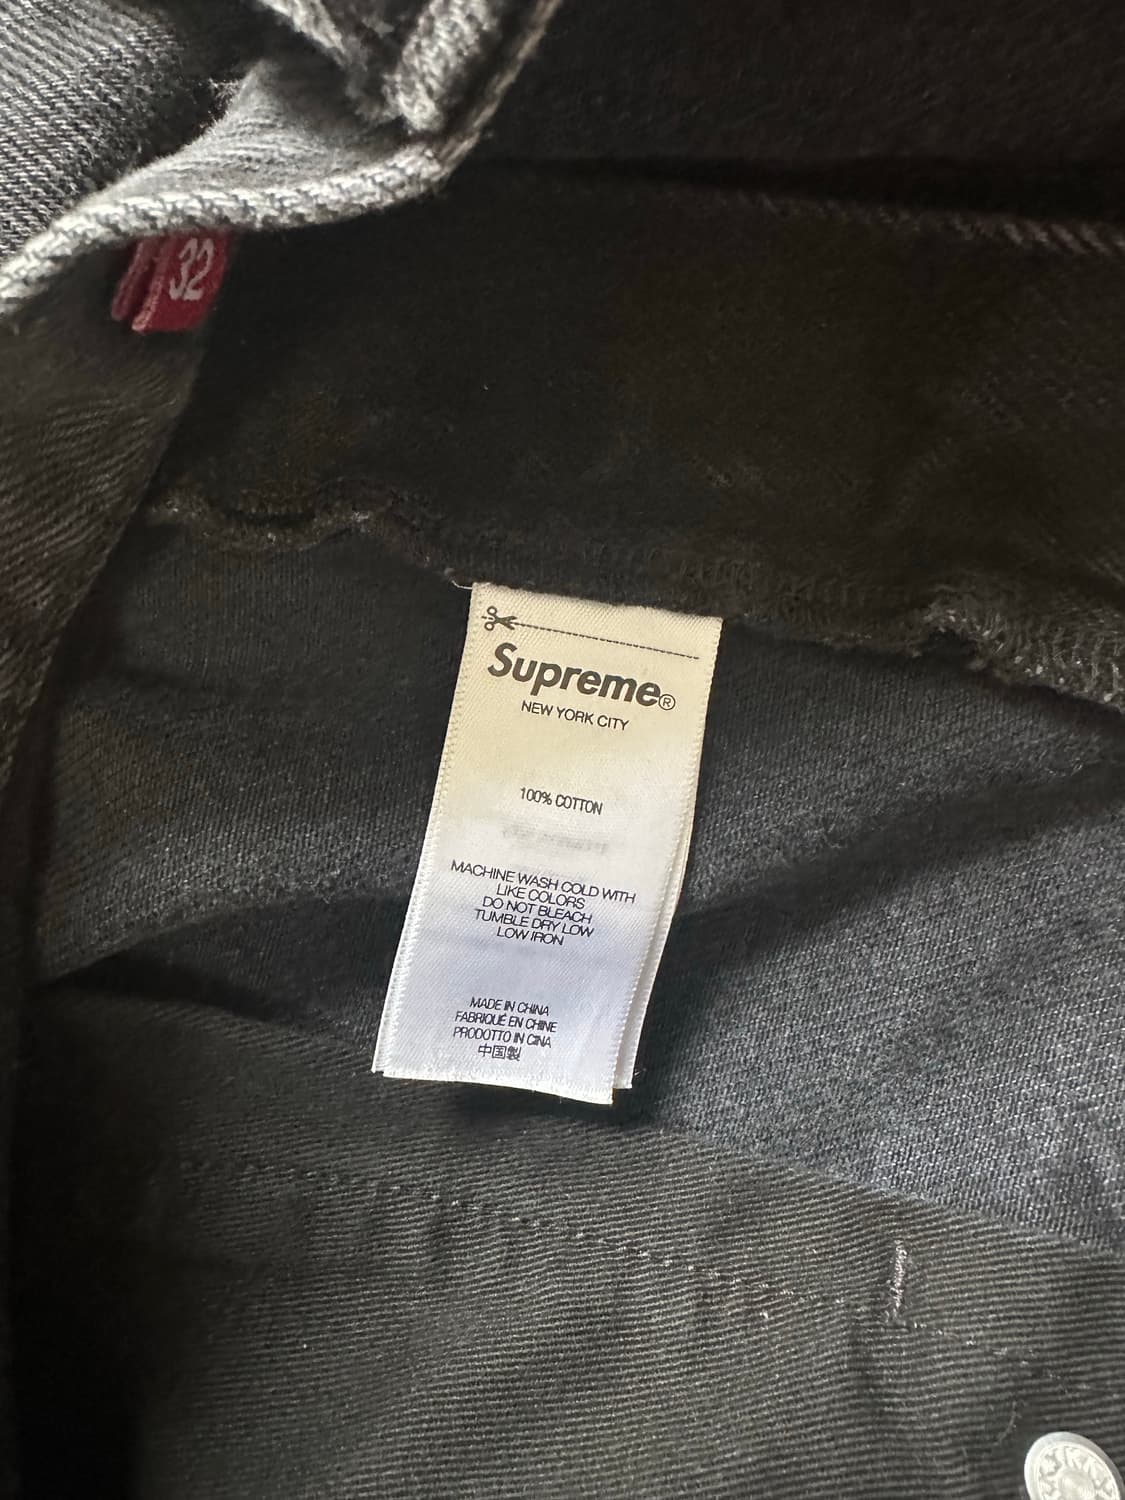 32
Supreme®
NEW YORK CITY
100% COTTON
MACHINE WASH COLD WITH
LIKE COLORS
DO NOT BLEACH
TUMBLE DRY LOW
LOW IRON
MADE IN CHINA
FABRIQUÉ EN CHINE
PRODOTTO IN CINA
中国製